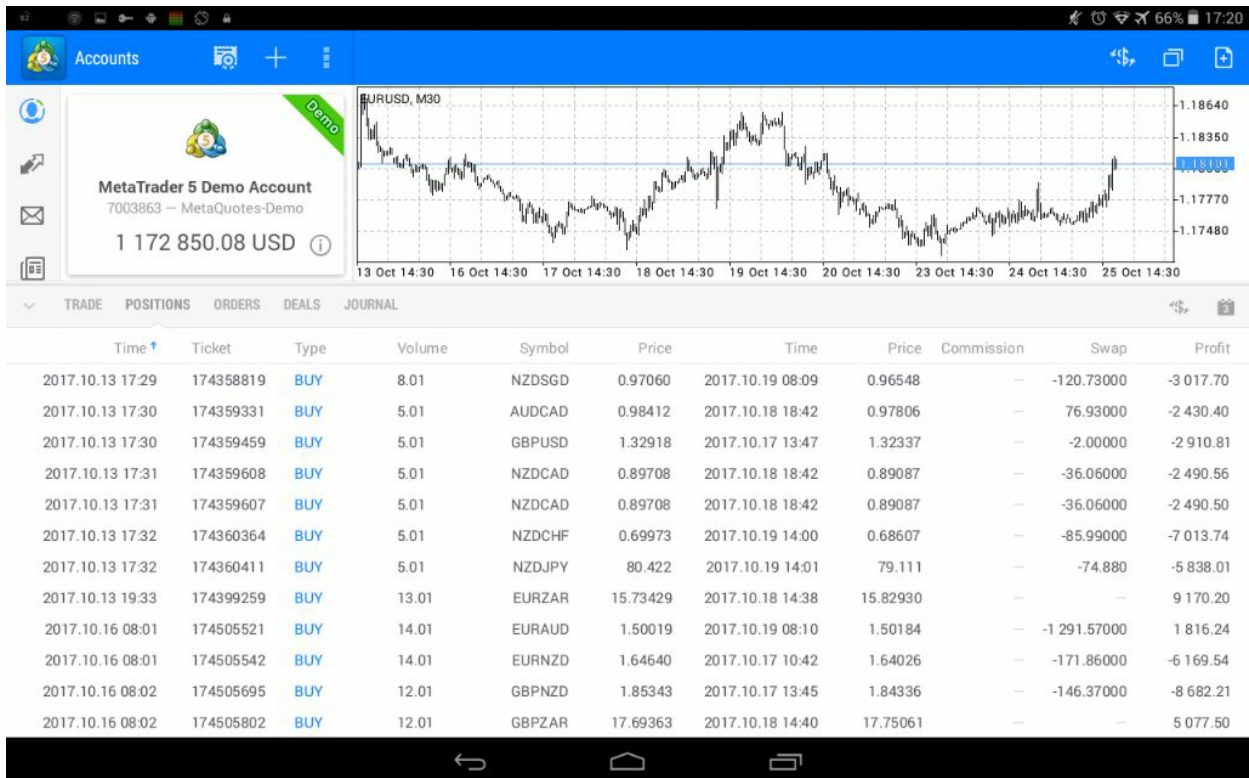 66% 17:20
Accounts
Demo
MetaTrader 5 Demo Account
7003863 — MetaQuotes-Demo
1 172 850.08 USD
EURUSD, M30
1.18640
1.18350
1.18101
1.17770
1.17480
13 Oct 14:30 16 Oct 14:30 17 Oct 14:30 18 Oct 14:30 19 Oct 14:30 20 Oct 14:30 23 Oct 14:30 24 Oct 14:30 25 Oct 14:30
TRADE POSITIONS ORDERS DEALS JOURNAL
Time Ticket Type Volume Symbol Price Time Price Commission Swap Profit
2017.10.13 17:29 174358819 BUY 8.01 NZDSGD 0.97060 2017.10.19 08:09 0.96548 — -120.73000 -3 017.70
2017.10.13 17:30 174359331 BUY 5.01 AUDCAD 0.98412 2017.10.18 18:42 0.97806 — 76.93000 -2 430.40
2017.10.13 17:30 174359459 BUY 5.01 GBPUSD 1.32918 2017.10.17 13:47 1.32337 — -2.00000 -2 910.81
2017.10.13 17:31 174359608 BUY 5.01 NZDCAD 0.89708 2017.10.18 18:42 0.89087 — -36.06000 -2 490.56
2017.10.13 17:31 174359607 BUY 5.01 NZDCAD 0.89708 2017.10.18 18:42 0.89087 — -36.06000 -2 490.50
2017.10.13 17:32 174360364 BUY 5.01 NZDCHF 0.69973 2017.10.19 14:00 0.68607 — -85.99000 -7 013.74
2017.10.13 17:32 174360411 BUY 5.01 NZDJPY 80.422 2017.10.19 14:01 79.111 — -74.880 -5 838.01
2017.10.13 19:33 174399259 BUY 13.01 EURZAR 15.73429 2017.10.18 14:38 15.82930 — — 9 170.20
2017.10.16 08:01 174505521 BUY 14.01 EURAUD 1.50019 2017.10.19 08:10 1.50184 — -1 291.57000 1 816.24
2017.10.16 08:01 174505542 BUY 14.01 EURNZD 1.64640 2017.10.17 10:42 1.64026 — -171.86000 -6 169.54
2017.10.16 08:02 174505695 BUY 12.01 GBPNZD 1.85343 2017.10.17 13:45 1.84336 — -146.37000 -8 682.21
2017.10.16 08:02 174505802 BUY 12.01 GBPZAR 17.69363 2017.10.18 14:40 17.75061 — — 5 077.50